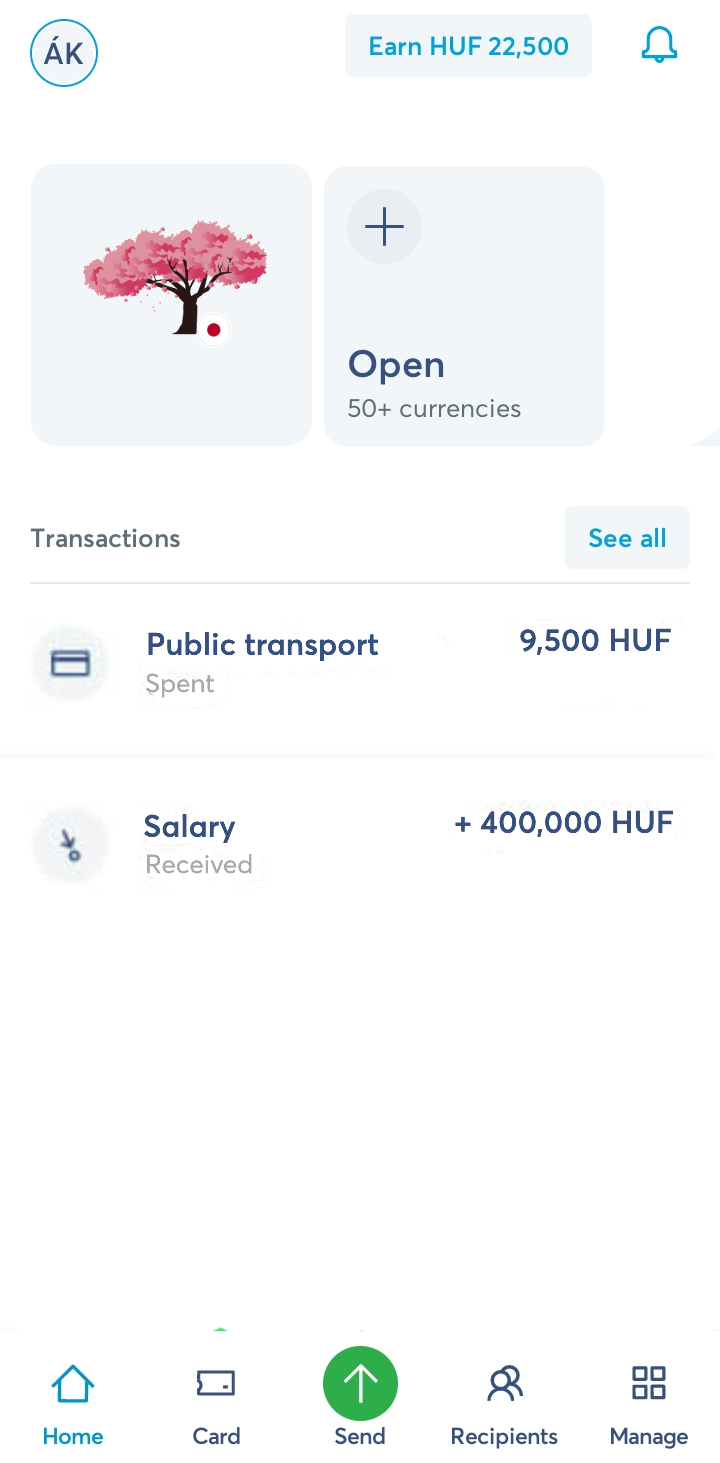 ÁK
Earn HUF 22,500
Open
50+ currencies
Transactions
See all
Public transport
9,500 HUF
Spent
Salary
+ 400,000 HUF
Received
Home
Card
Send
Recipients
Manage